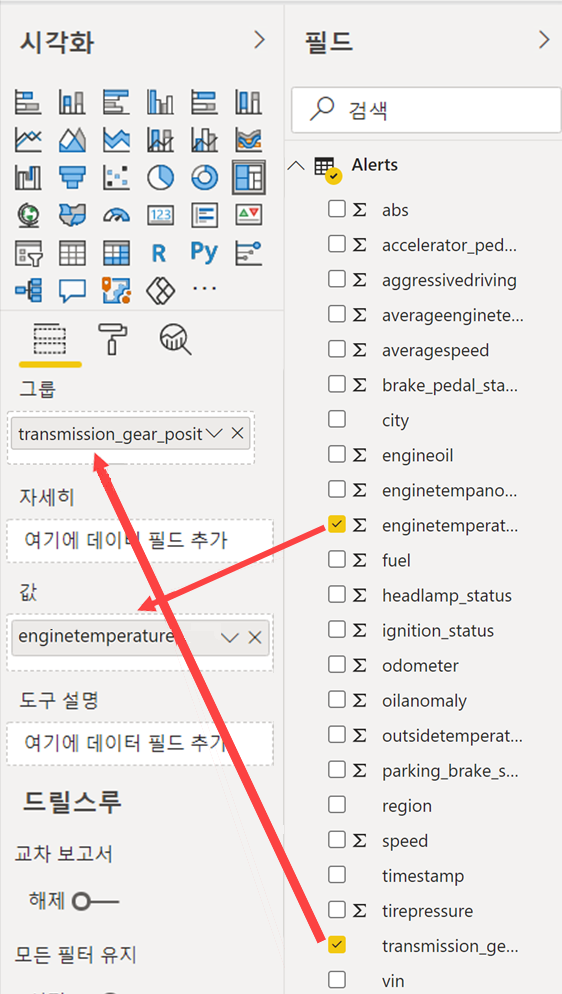 시각화
123
R
Py
그룹
transmission_gear_posit
자세히
여기에 데이터 필드 추가
값
enginetemperature
도구 설명
여기에 데이터 필드 추가
드릴스루
교차 보고서
해제
모든 필터 유지
필드
검색
Alerts
abs
accelerator_ped...
aggressivedriving
averageenginete...
averagespeed
brake_pedal_sta...
city
engineoil
enginetempano...
enginetemperat...
fuel
headlamp_status
ignition_status
odometer
oilanomaly
outsidetemperat...
parking_brake_s...
region
speed
timestamp
tirepressure
transmission_ge...
vin